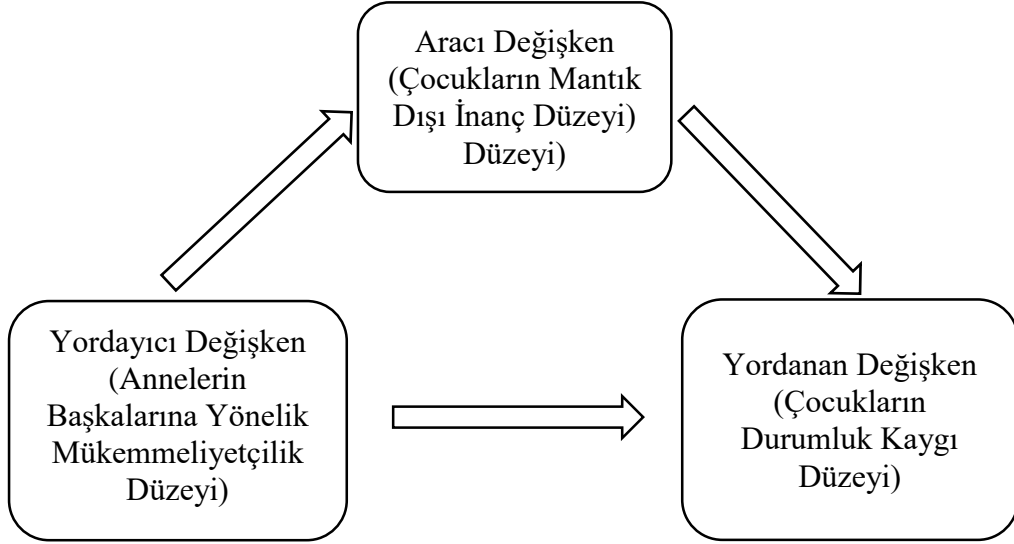 Aracı Değişken
(Çocukların Mantık
Dışı İnanç Düzeyi)
Düzeyi)
Yordayıcı Değişken
(Annelerin
Başkalarına Yönelik
Mükemmeliyetçilik
Düzeyi)
Yordanan Değişken
(Çocukların
Durumluk Kaygı
Düzeyi)